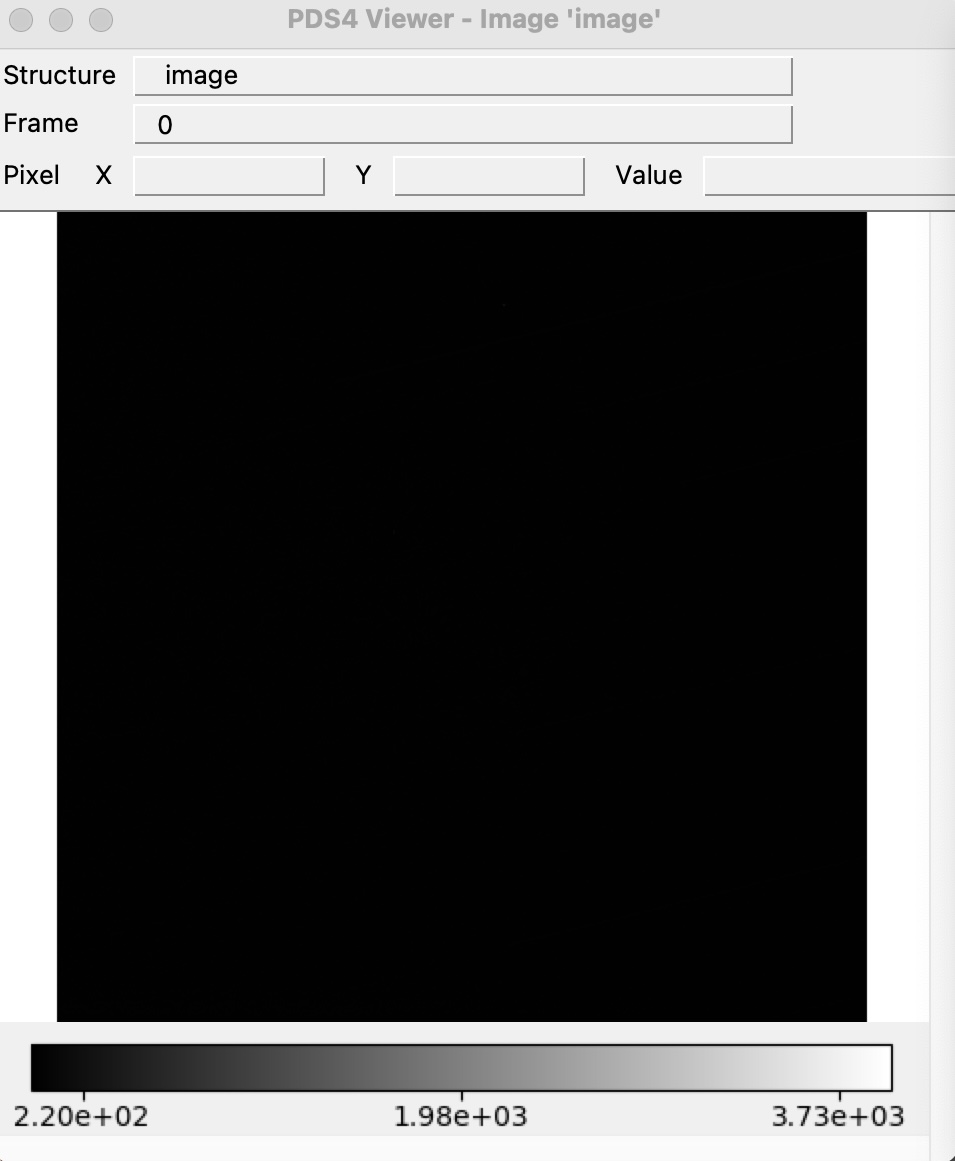 PDS4 Viewer - Image 'image'
Structure image
Frame 0
Pixel X Y Value
2.20e+02 1.98e+03 3.73e+03